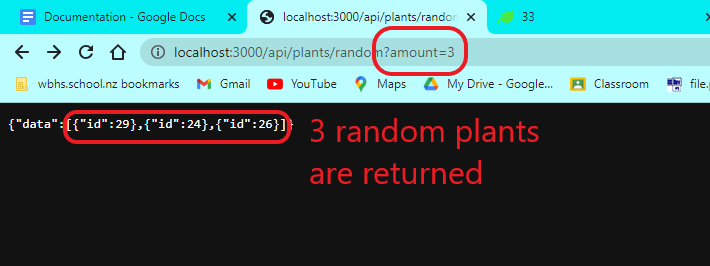 Documentation - Google Docs
localhost:3000/api/plants/random
33
localhost:3000/api/plants/random?amount=3
wbhs.school.nz bookmarks Gmail YouTube Maps My Drive - Google... Classroom file.p
{"data":[{"id":29},{"id":24},{"id":26}]}
3 random plants
are returned